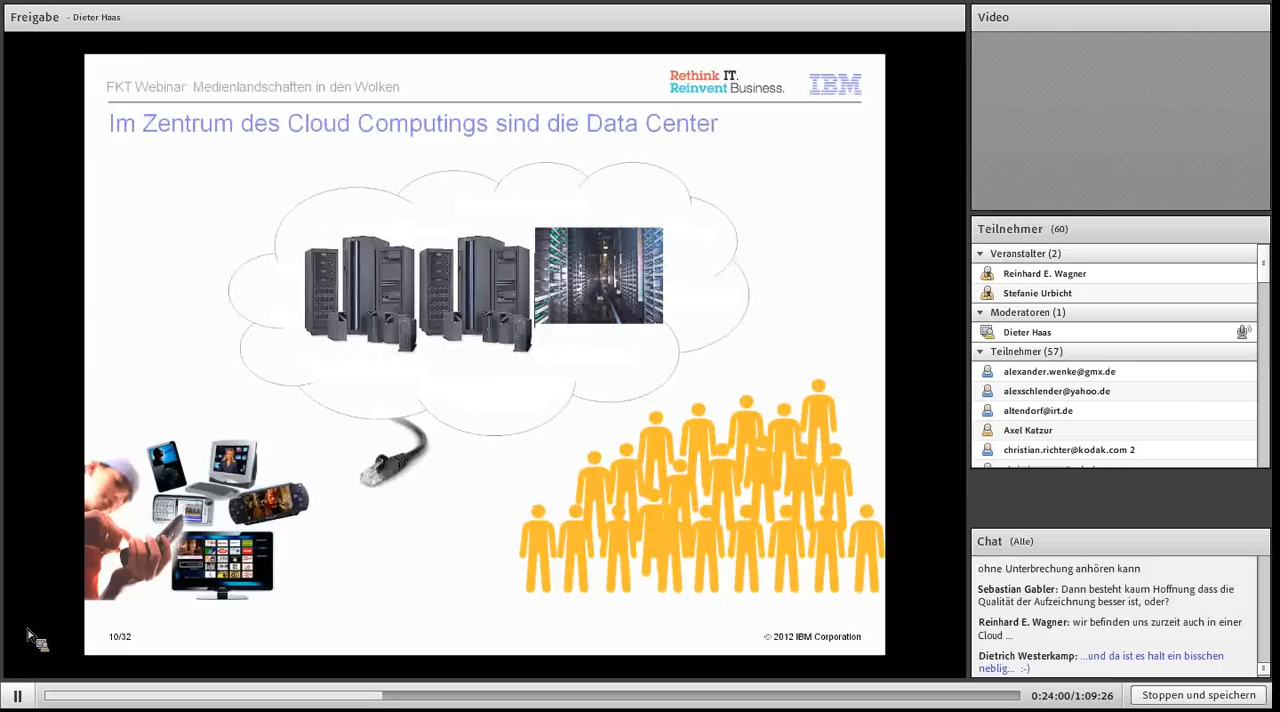 Freigabe - Dieter Haas
FKT Webinar Medienlandschaften in den Wolken
Rethink IT.
Reinvent Business.
IBM
Im Zentrum des Cloud Computings sind die Data Center
10/32
© 2012 IBM Corporation
Video
Teilnehmer (60)
Veranstalter (2)
Reinhard E. Wagner
Stefanie Urbicht
Moderatoren (1)
Dieter Haas
Teilnehmer (57)
alexander.wenke@gmx.de
alexschlender@yahoo.de
altendorf@irt.de
Axel Katzur
christian.richter@kodak.com 2
Chat (Alle)
ohne Unterbrechung anhören kann
Sebastian Gabler: Dann besteht kaum Hoffnung dass die
Qualität der Aufzeichnung besser ist, oder?
Reinhard E. Wagner: wir befinden uns zurzeit auch in einer
Cloud ...
Dietrich Westerkamp: ...und da ist es halt ein bisschen
neblig... :-)
0:24:00/1:09:26
Stoppen und speichern